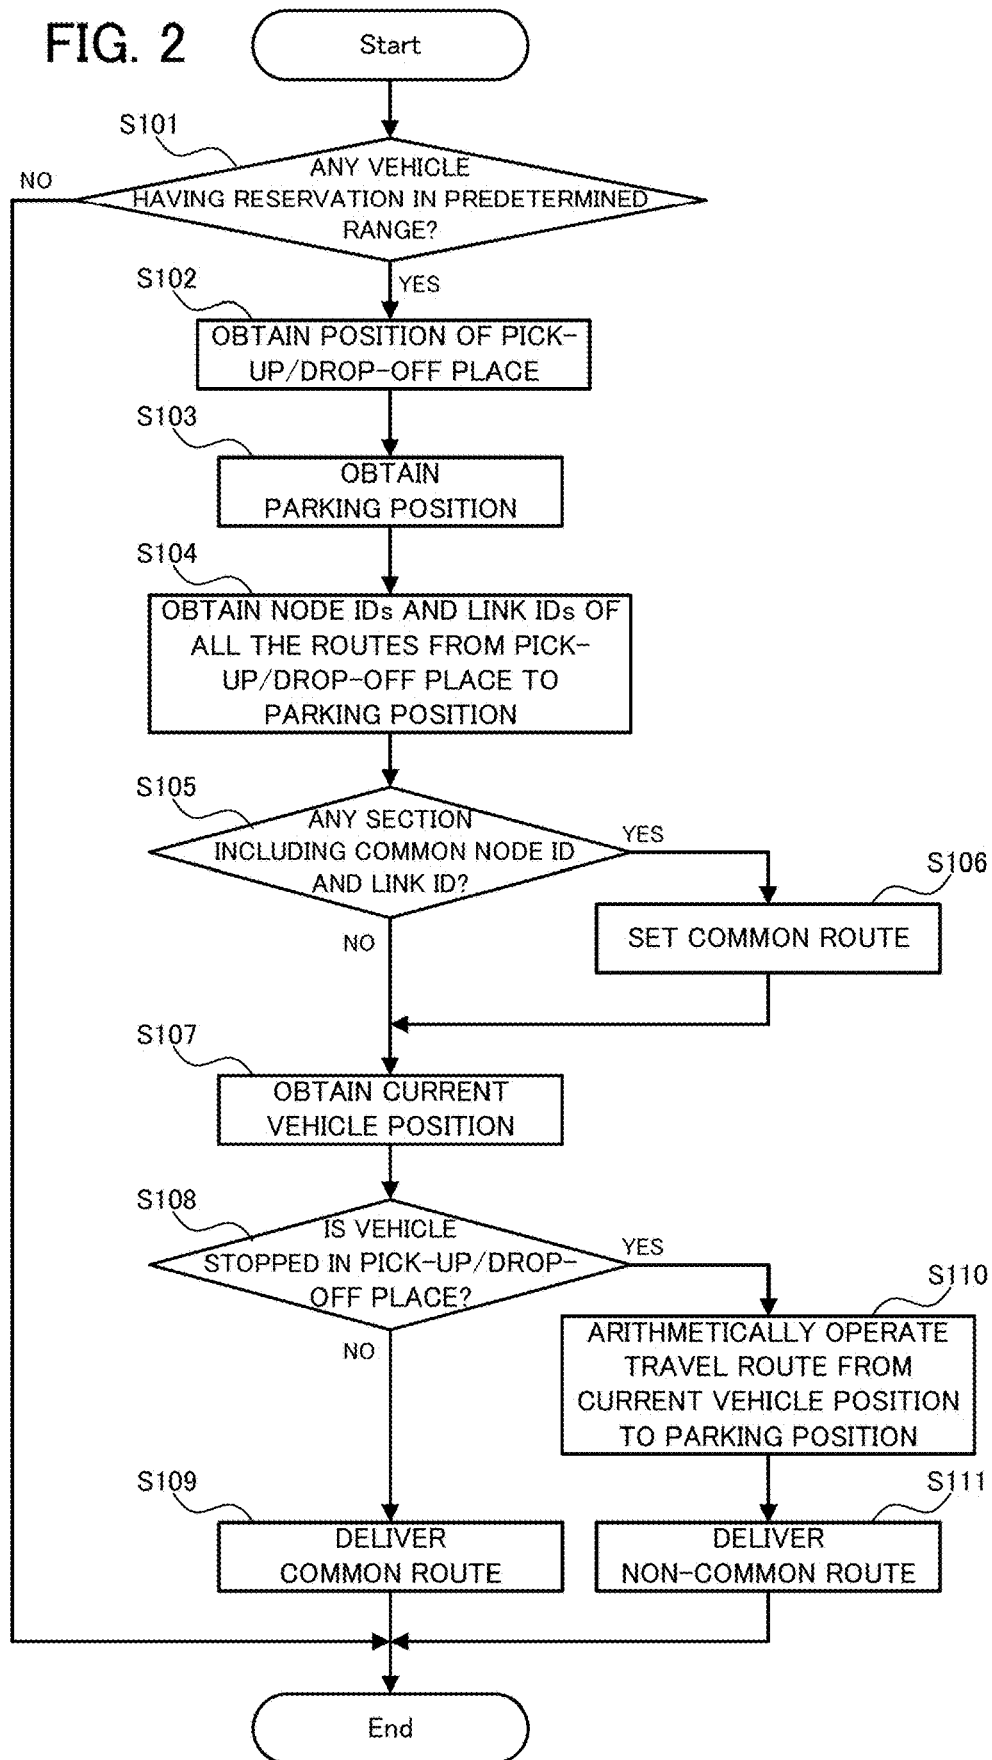 FIG. 2
Start
S101
ANY VEHICLE
HAVING RESERVATION IN PREDETERMINED
RANGE?
NO
YES
S102
OBTAIN POSITION OF PICK-
UP/DROP-OFF PLACE
S103
OBTAIN
PARKING POSITION
S104
OBTAIN NODE IDs AND LINK IDs OF
ALL THE ROUTES FROM PICK-
UP/DROP-OFF PLACE TO
PARKING POSITION
S105
ANY SECTION
INCLUDING COMMON NODE ID
AND LINK ID?
YES
NO
S106
SET COMMON ROUTE
S107
OBTAIN CURRENT
VEHICLE POSITION
S108
IS VEHICLE
STOPPED IN PICK-UP/DROP-
OFF PLACE?
YES
NO
S110
ARITHMETICALLY OPERATE
TRAVEL ROUTE FROM
CURRENT VEHICLE POSITION
TO PARKING POSITION
S109
DELIVER
COMMON ROUTE
S111
DELIVER
NON-COMMON ROUTE
End